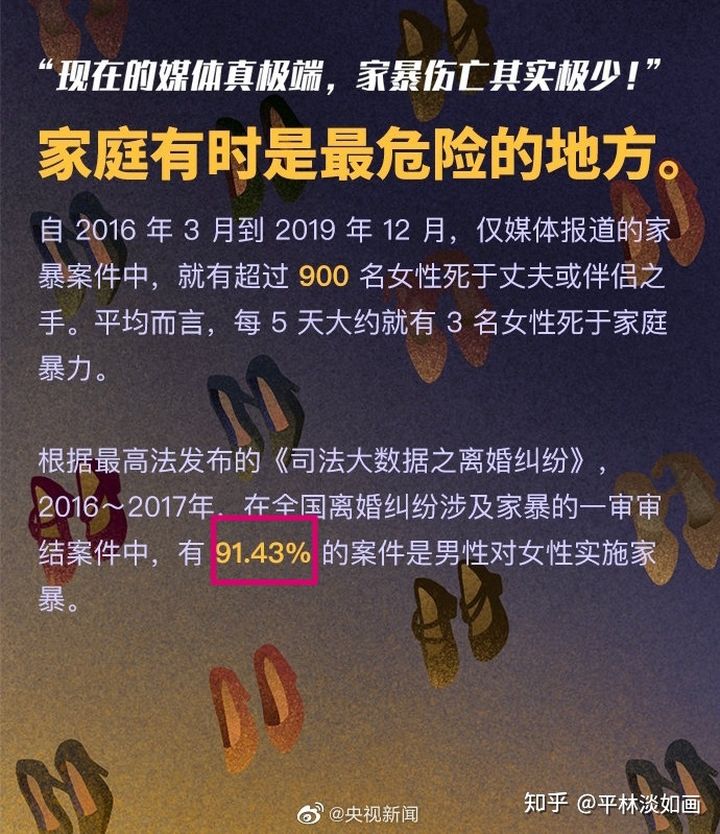 “现在的媒体真极端，家暴伤亡其实极少！”
家庭有时是最危险的地方。
自 2016 年 3 月到 2019 年 12 月，仅媒体报道的家
暴案件中，就有超过 900 名女性死于丈夫或伴侣之
手。平均而言，每 5 天大约就有 3 名女性死于家庭
暴力。
根据最高法发布的《司法大数据之离婚纠纷》，
2016～2017年，在全国离婚纠纷涉及家暴的一审审
结案件中，有 91.43% 的案件是男性对女性实施家
暴。
@央视新闻
知乎 @平林淡如画